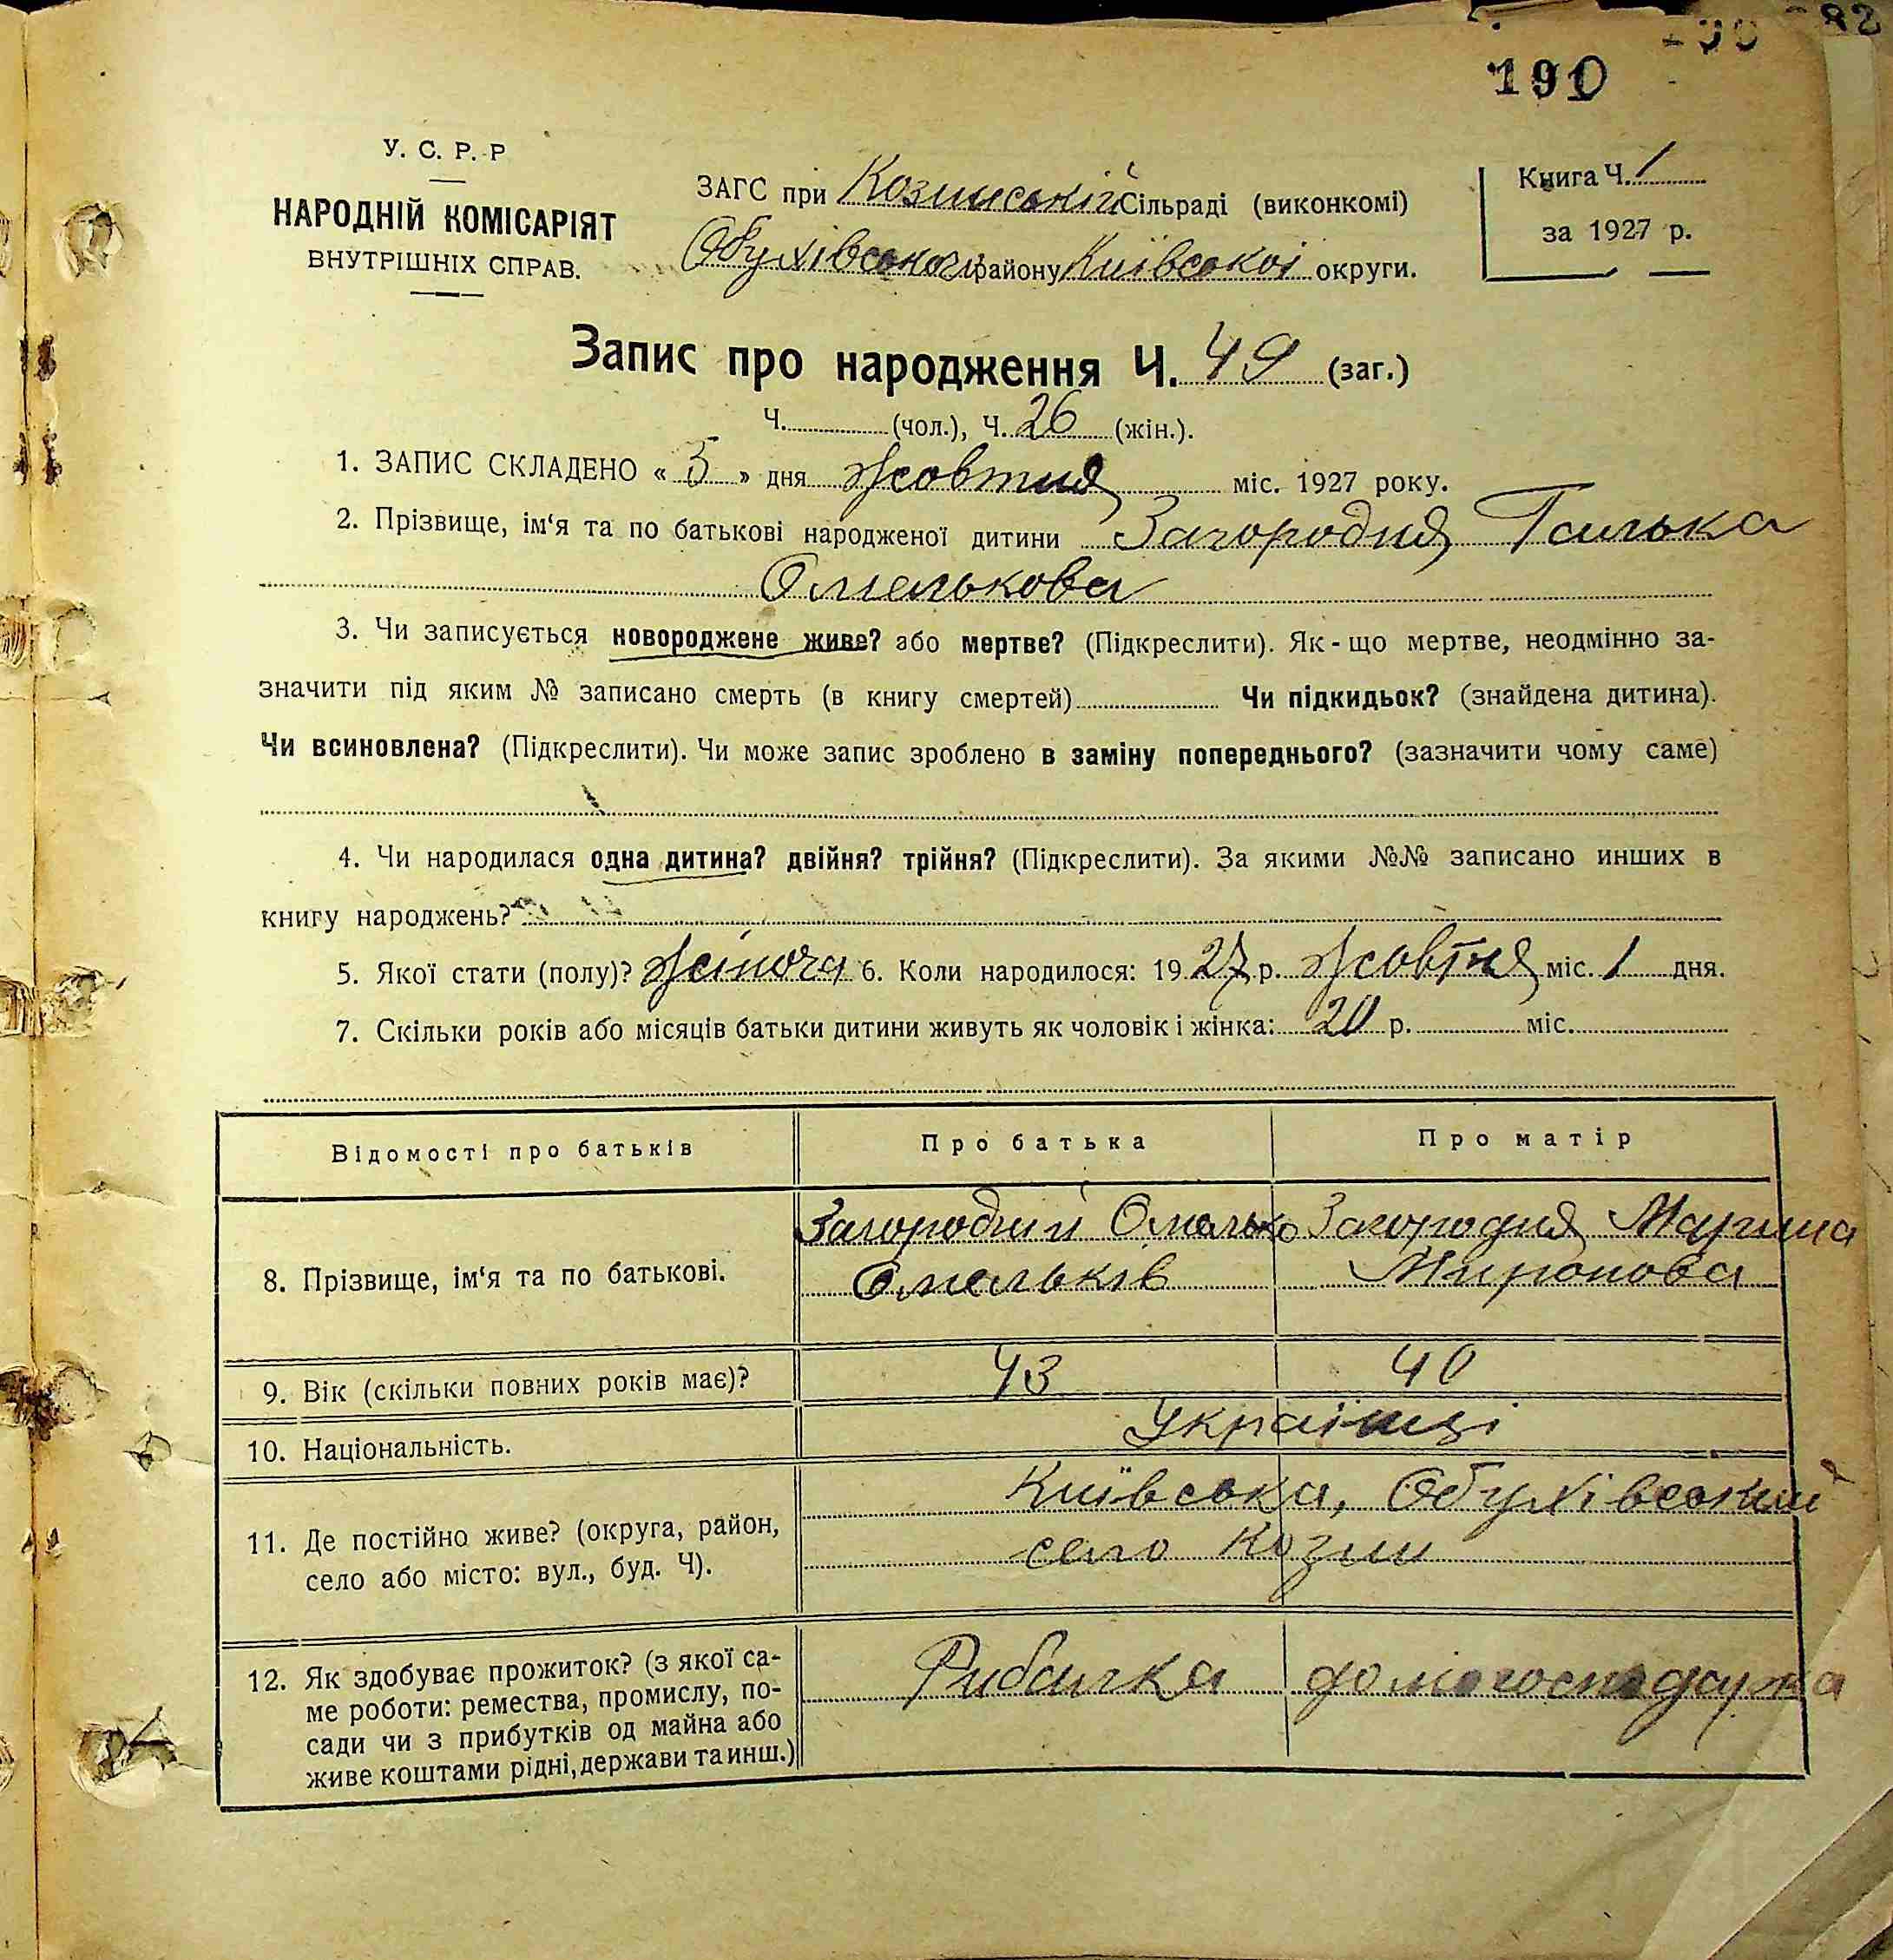 190
У. С. Р. Р
НАРОДНІЙ КОМІСАРІЯТ
ВНУТРІШНІХ СПРАВ.
ЗАГС при Козинській Сільраді (виконкомі)
Обухівського району Київської округи.
Книга Ч. 1
за 1927 р.
Запис про народження Ч. 49 (заг.)
Ч. (чол.), Ч. 26 (жін.).
1. ЗАПИС СКЛАДЕНО « 5 » дня жовтня міс. 1927 року.
2. Прізвище, ім‘я та по батькові народженої дитини Загородня Галька
Омелькова
3. Чи записується новороджене живе? або мертве? (Підкреслити). Як-що мертве, неодмінно за-
значити під яким № записано смерть (в книгу смертей) Чи підкидьок? (знайдена дитина).
Чи всиновлена? (Підкреслити). Чи може запис зроблено в заміну попереднього? (зазначити чому саме)
4. Чи народилася одна дитина? двійня? трійня? (Підкреслити). За якими №№ записано инших в
книгу народжень?
5. Якої стати (полу)? жіноча 6. Коли народилося: 1927 р. жовтня міс. 1 дня.
7. Скільки років або місяців батьки дитини живуть як чоловік і жінка: 20 р. міс.
Відомості про батьків Про батька Про матір
Загородній Омелько Загородня Марина
8. Прізвище, ім‘я та по батькові. Омельків Миронова
9. Вік (скільки повних років має)? 43 40
10. Національність. Українці
Київська, Обухівський
11. Де постійно живе? (округа, район,
село Козин
село або місто: вул., буд. Ч).
12. Як здобуває прожиток? (з якої са- Рибалка домогосподарка
ме роботи: ремества, промислу, по-
сади чи з прибутків од майна або
живе коштами рідні, держави та инш.)